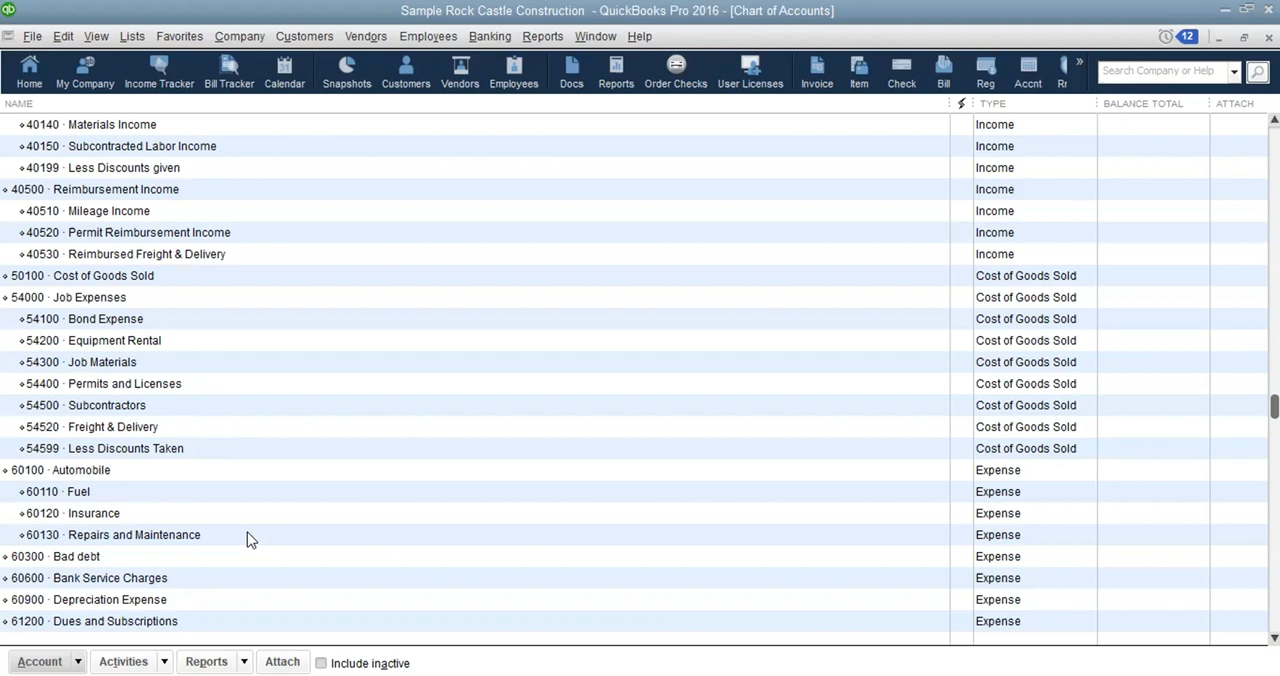 qb Sample Rock Castle Construction - QuickBooks Pro 2016 - [Chart of Accounts]
File Edit View Lists Favorites Company Customers Vendors Employees Banking Reports Window Help 12
Home My Company Income Tracker Bill Tracker Calendar Snapshots Customers Vendors Employees Docs Reports Order Checks User Licenses Invoice Item Check Bill Reg Accnt Rr » Search Company or Help
NAME TYPE BALANCE TOTAL ATTACH
40140 · Materials Income Income
40150 · Subcontracted Labor Income Income
40199 · Less Discounts given Income
40500 · Reimbursement Income Income
40510 · Mileage Income Income
40520 · Permit Reimbursement Income Income
40530 · Reimbursed Freight & Delivery Income
50100 · Cost of Goods Sold Cost of Goods Sold
54000 · Job Expenses Cost of Goods Sold
54100 · Bond Expense Cost of Goods Sold
54200 · Equipment Rental Cost of Goods Sold
54300 · Job Materials Cost of Goods Sold
54400 · Permits and Licenses Cost of Goods Sold
54500 · Subcontractors Cost of Goods Sold
54520 · Freight & Delivery Cost of Goods Sold
54599 · Less Discounts Taken Cost of Goods Sold
60100 · Automobile Expense
60110 · Fuel Expense
60120 · Insurance Expense
60130 · Repairs and Maintenance Expense
60300 · Bad debt Expense
60600 · Bank Service Charges Expense
60900 · Depreciation Expense Expense
61200 · Dues and Subscriptions Expense
Account Activities Reports Attach Include inactive